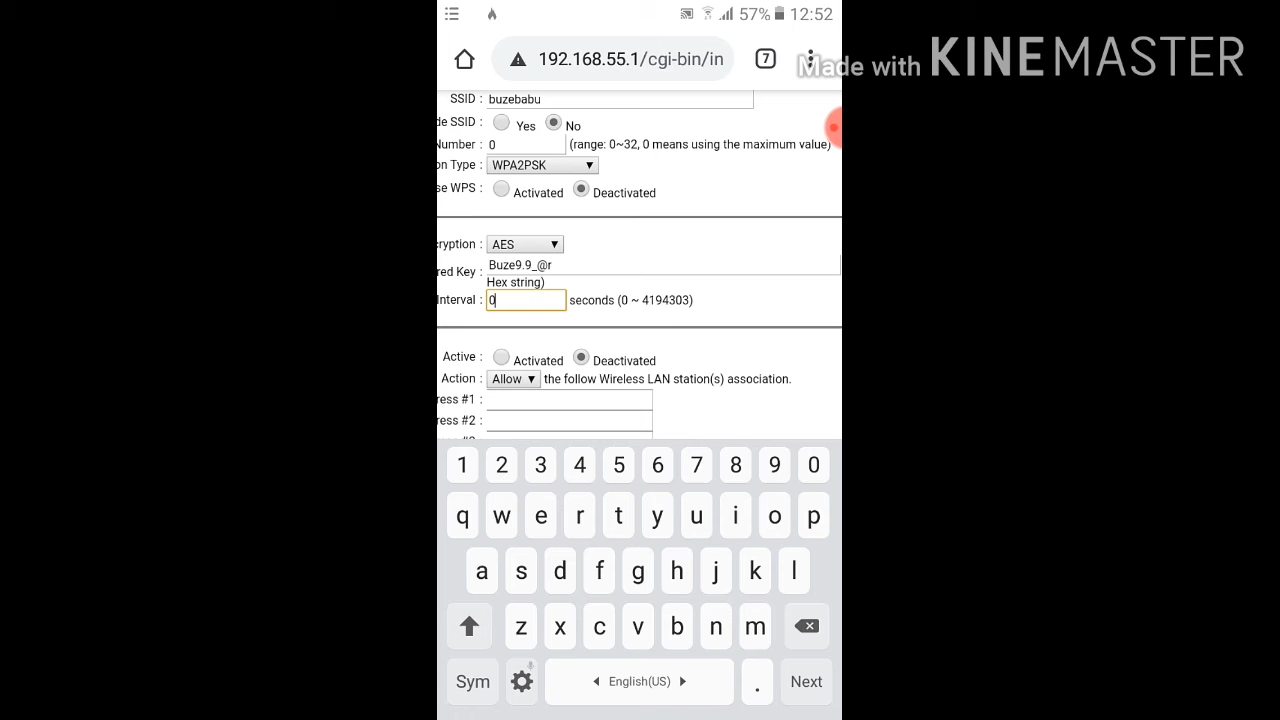 57% 12:52
192.168.55.1/cgi-bin/in 7
Made with KINEMASTER
SSID : buzebabu
de SSID : Yes No
Number : 0 (range: 0~32, 0 means using the maximum value)
on Type : WPA2PSK
se WPS : Activated Deactivated
ryption : AES
red Key : Buze9.9_@r
Hex string)
Interval : 0 seconds (0 ~ 4194303)
Active : Activated Deactivated
Action : Allow the follow Wireless LAN station(s) association.
ress #1 :
ress #2 :
1 2 3 4 5 6 7 8 9 0
q w e r t y u i o p
a s d f g h j k l
z x c v b n m
Sym English(US) . Next